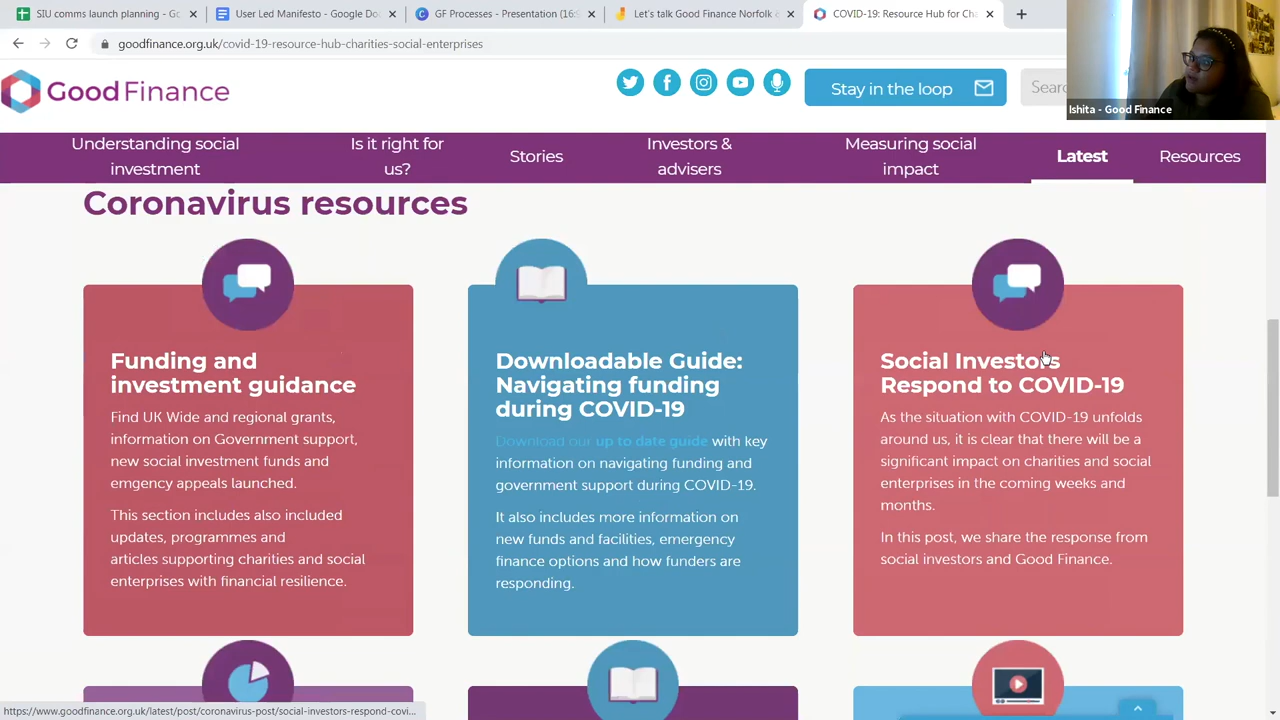 SIU comms launch planning - Go
User Led Manifesto - Google Do
GF Processes - Presentation (16:9
Let's talk Good Finance Norfolk &
COVID-19: Resource Hub for Cha
goodfinance.org.uk/covid-19-resource-hub-charities-social-enterprises
Ishita - Good Finance
Good Finance
Stay in the loop
Searc
Understanding social
investment
Is it right for
us?
Stories
Investors &
advisers
Measuring social
impact
Latest
Resources
Coronavirus resources
Funding and
investment guidance
Find UK Wide and regional grants,
information on Government support,
new social investment funds and
emgency appeals launched.
This section includes also included
updates, programmes and
articles supporting charities and social
enterprises with financial resilience.
Downloadable Guide:
Navigating funding
during COVID-19
Download our up to date guide with key
information on navigating funding and
government support during COVID-19.
It also includes more information on
new funds and facilities, emergency
finance options and how funders are
responding.
Social Investors
Respond to COVID-19
As the situation with COVID-19 unfolds
around us, it is clear that there will be a
significant impact on charities and social
enterprises in the coming weeks and
months.
In this post, we share the response from
social investors and Good Finance.
https://www.goodfinance.org.uk/latest/post/coronavirus-post/social-investors-respond-covi...